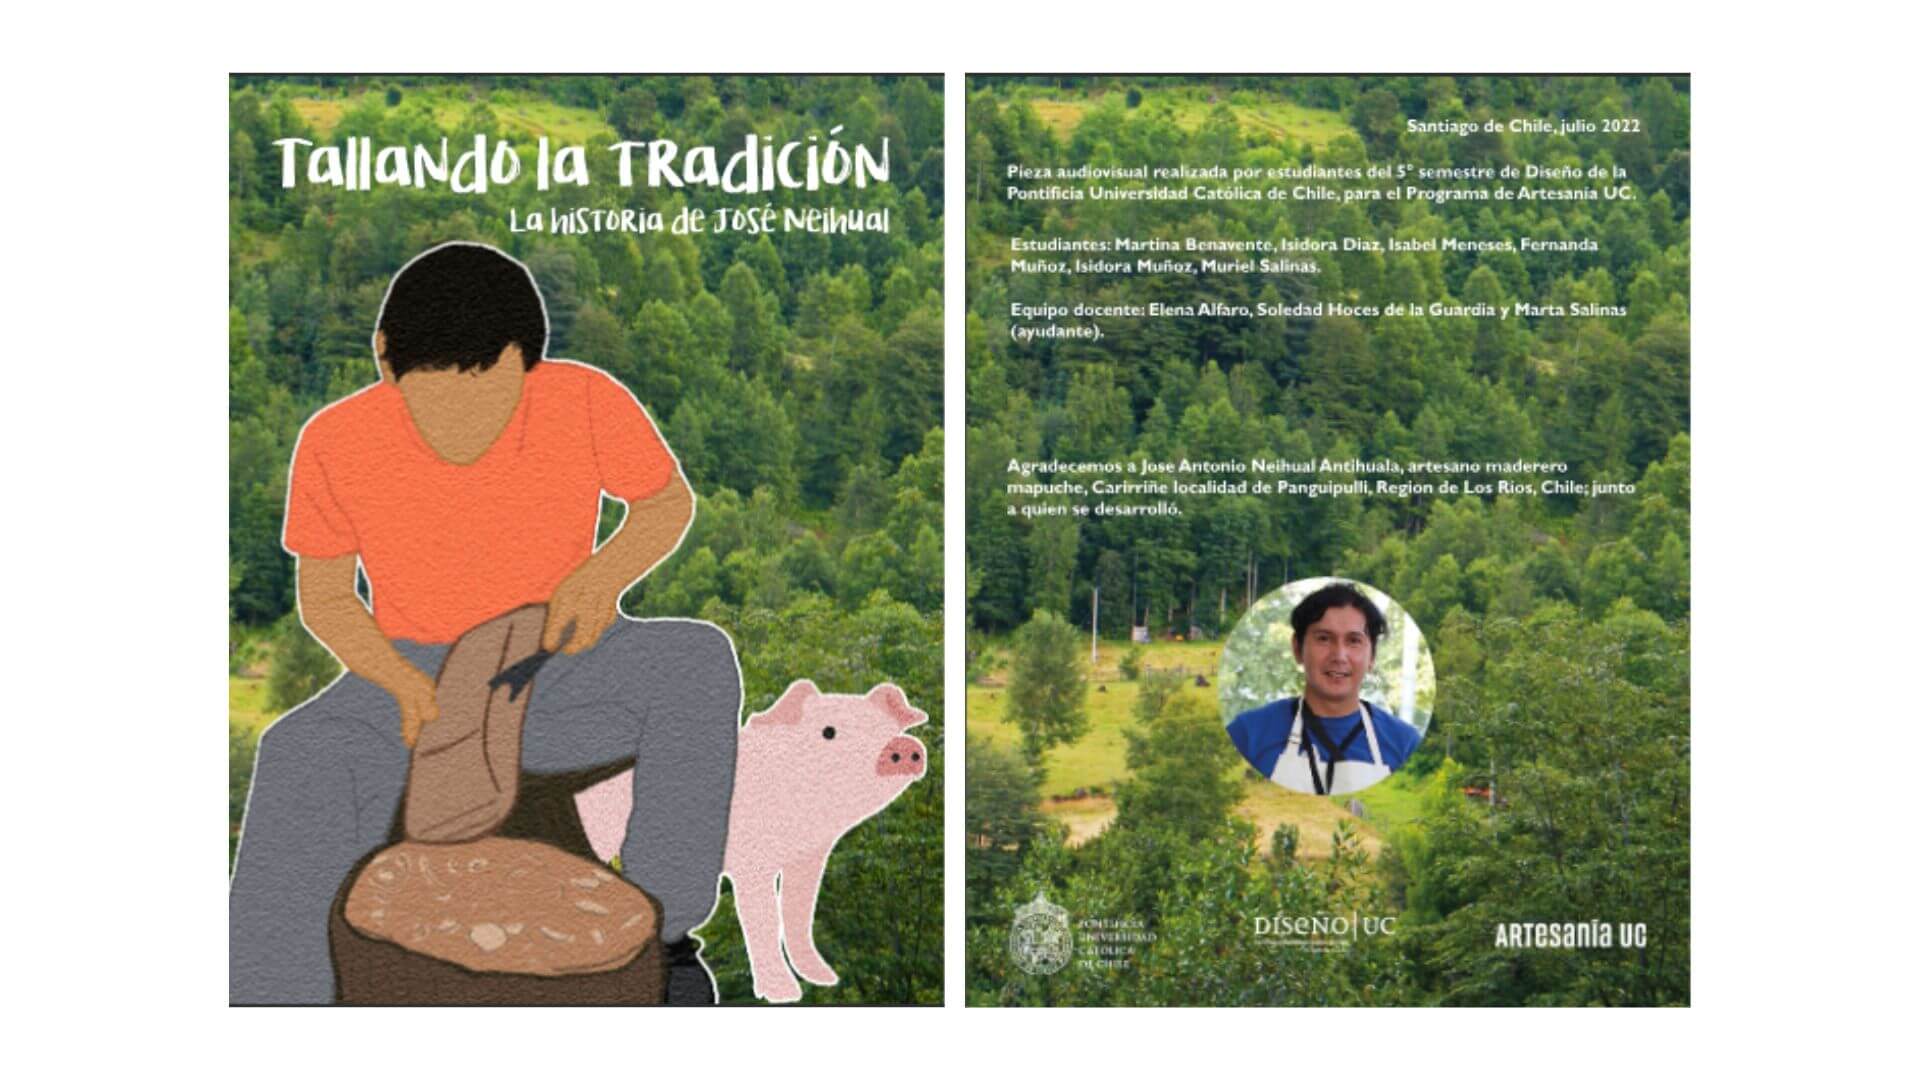 Tallando la Tradición
La historia de José Neihual
Santiago de Chile, julio 2022
Pieza audiovisual realizada por estudiantes del 5° semestre de Diseño de la
Pontificia Universidad Católica de Chile, para el Programa de Artesanía UC.
Estudiantes: Martina Benavente, Isidora Diaz, Isabel Meneses, Fernanda
Muñoz, Isidora Muñoz, Muriel Salinas.
Equipo docente: Elena Alfaro, Soledad Hoces de la Guardia y Marta Salinas
(ayudante).
Agradecemos a Jose Antonio Neihual Antihuala, artesano maderero
mapuche, Carirriñe localidad de Panguipulli, Region de Los Rios, Chile; junto
a quien se desarrolló.
PONTIFICIA
UNIVERSIDAD
CATÓLICA
DE CHILE
DISEÑO | UC
ARTESANÍA UC